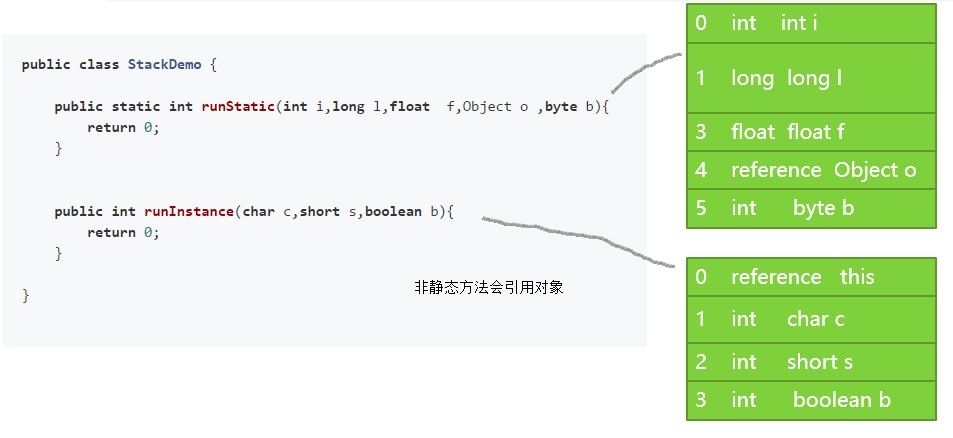 public class StackDemo {
public static int runStatic(int i,long l,float  f,Object o ,byte b){
return 0;
}
public int runInstance(char c,short s,boolean b){
return 0;
}
非静态方法会引用对象
}
0 int int i
1 long long l
3 float float f
4 reference Object o
5 int byte b
0 reference this
1 int char c
2 int short s
3 int boolean b